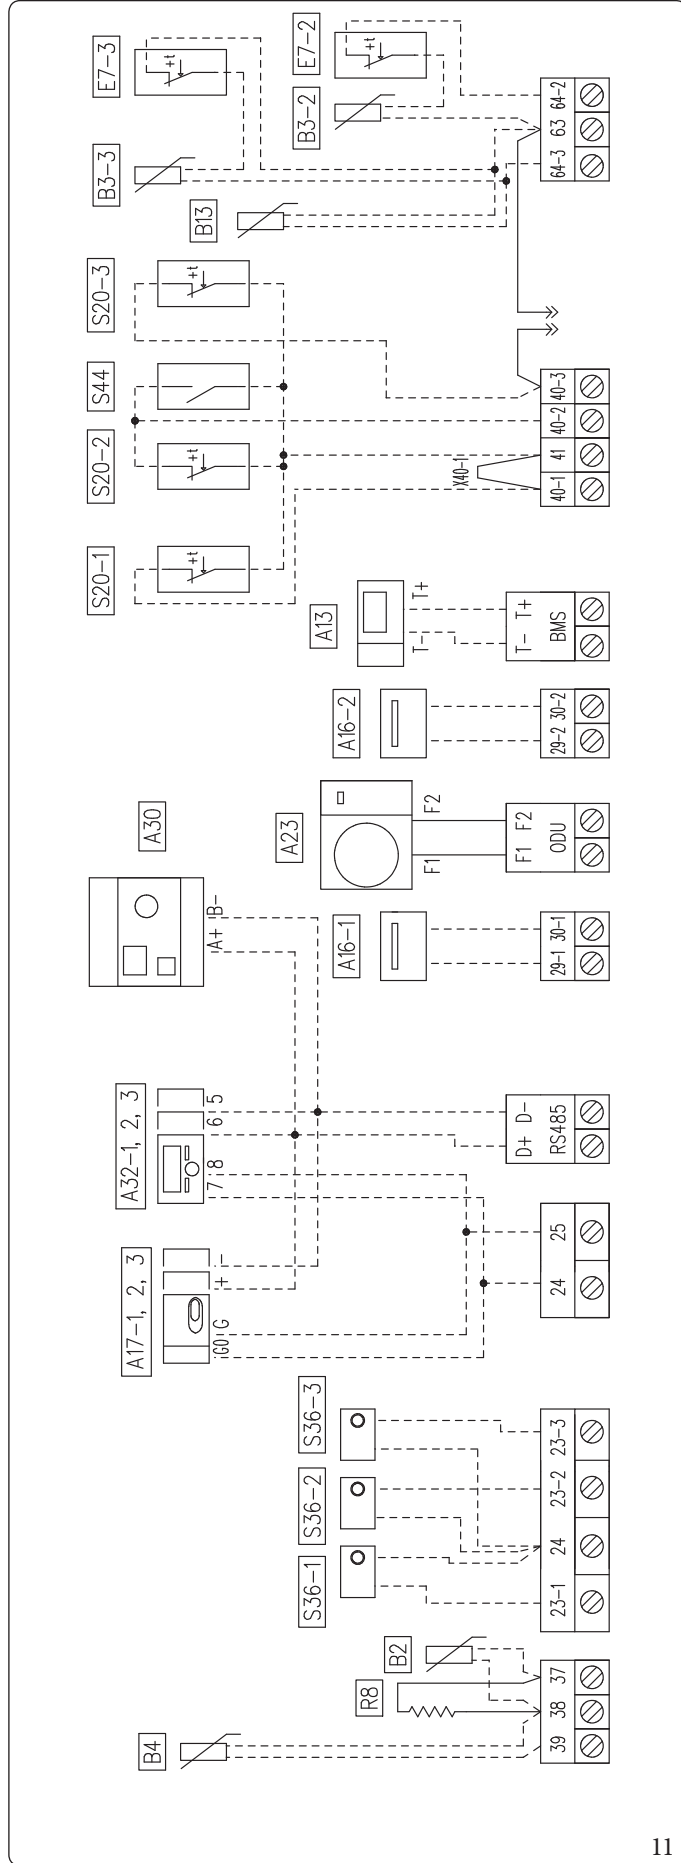 E7-3
+t
B3-3
E7-2
+t
B3-2
B13
64-3 63 64-2
S20-3
+t
S44
S20-2
+t
S20-1
+t
X40-1
40-1 41 40-2 40-3
A13
T- T+
T- T+
BMS
A16-2
29-2 30-2
A30
A+ B-
A23
F1 F2
F1 F2
ODU
A16-1
29-1 30-1
A32-1, 2, 3
7 8 6 5
D+ D-
RS485
A17-1, 2, 3
G0 G + -
24 25
S36-3
S36-2
S36-1
23-1 24 23-2 23-3
B2
R8
B4
39 38 37
11